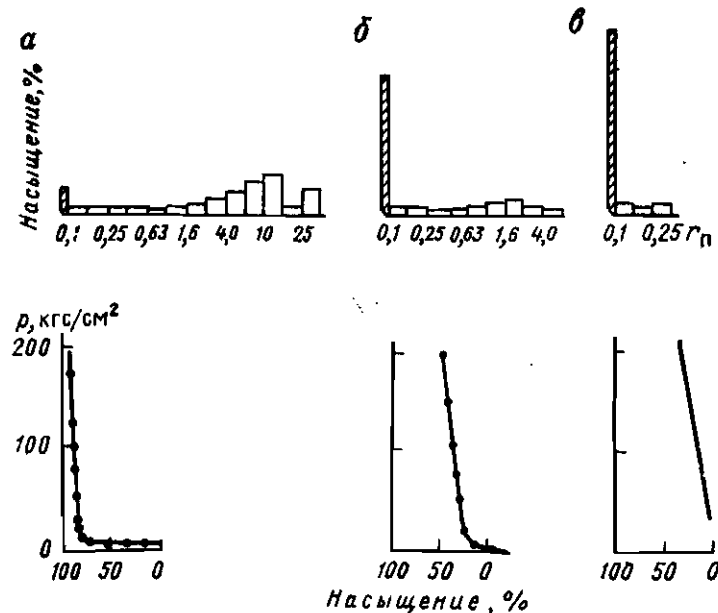 а б в
Насыщение, %
0,1 0,25 0,63 1,6 4,0 10 25
0,1 0,25 0,63 1,6 4,0
0,1 0,25 rп
p, кгс/см²
200
100
0
100 50 0
100 50 0
100 50 0
Насыщение, %